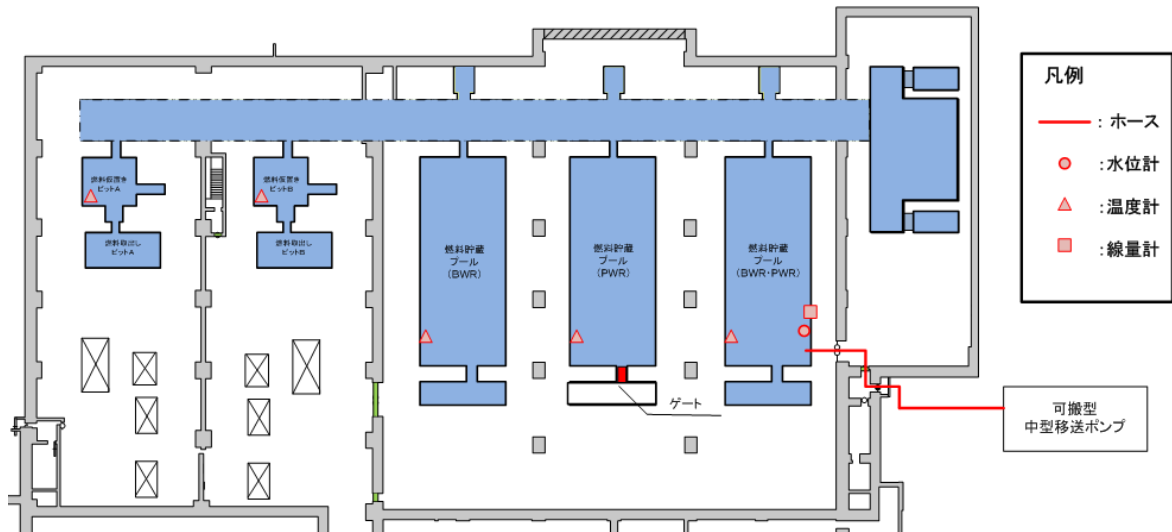 凡例
：ホース
：水位計
：温度計
：線量計
燃料仮置き
ピットA
燃料仮置き
ピットB
燃料取出し
ピットA
燃料取出し
ピットB
燃料貯蔵
プール
（BWR）
燃料貯蔵
プール
（PWR）
燃料貯蔵
プール
（BWR・PWR）
ゲート
可搬型
中型移送ポンプ